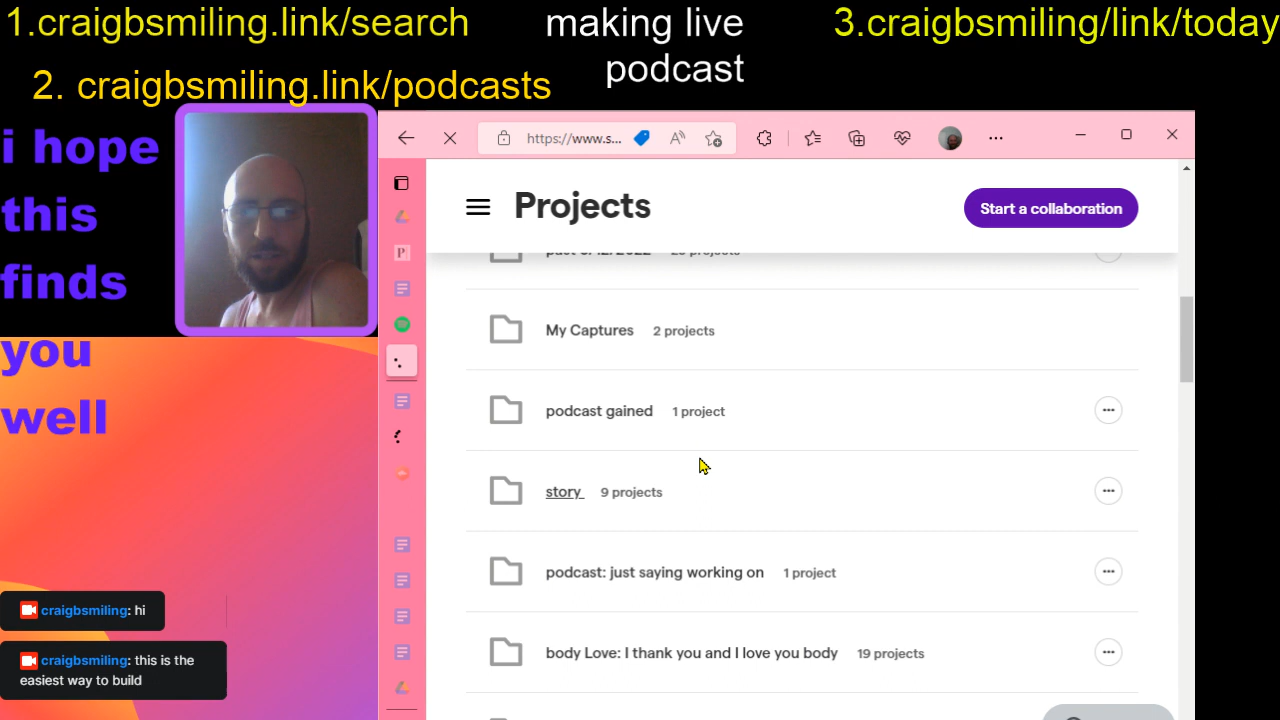 1.craigbsmiling.link/search
making live
podcast
3.craigbsmiling/link/today
2. craigbsmiling.link/podcasts
i hope
this
finds
you
well
https://www.s...
Projects
Start a collaboration
My Captures 2 projects
podcast gained 1 project
story 9 projects
podcast: just saying working on 1 project
body Love: I thank you and I love you body 19 projects
craigbsmiling: hi
craigbsmiling: this is the
easiest way to build